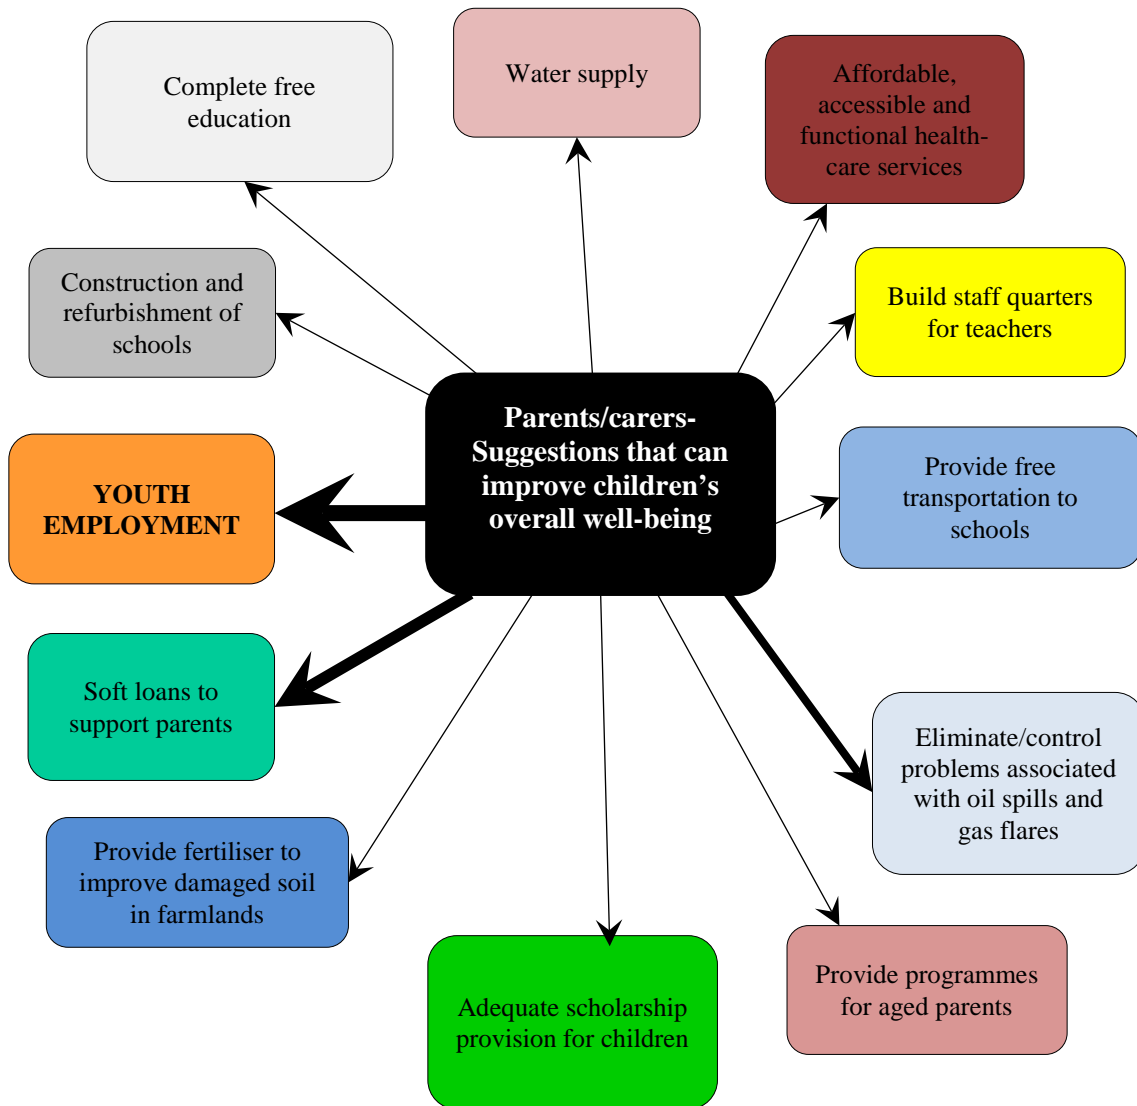 Complete free
education
Water supply
Affordable,
accessible and
functional health-
care services
Construction and
refurbishment of
schools
Build staff quarters
for teachers
Parents/carers-
Suggestions that can
improve children’s
overall well-being
YOUTH
EMPLOYMENT
Provide free
transportation to
schools
Soft loans to
support parents
Eliminate/control
problems associated
with oil spills and
gas flares
Provide fertiliser to
improve damaged soil
in farmlands
Adequate scholarship
provision for children
Provide programmes
for aged parents